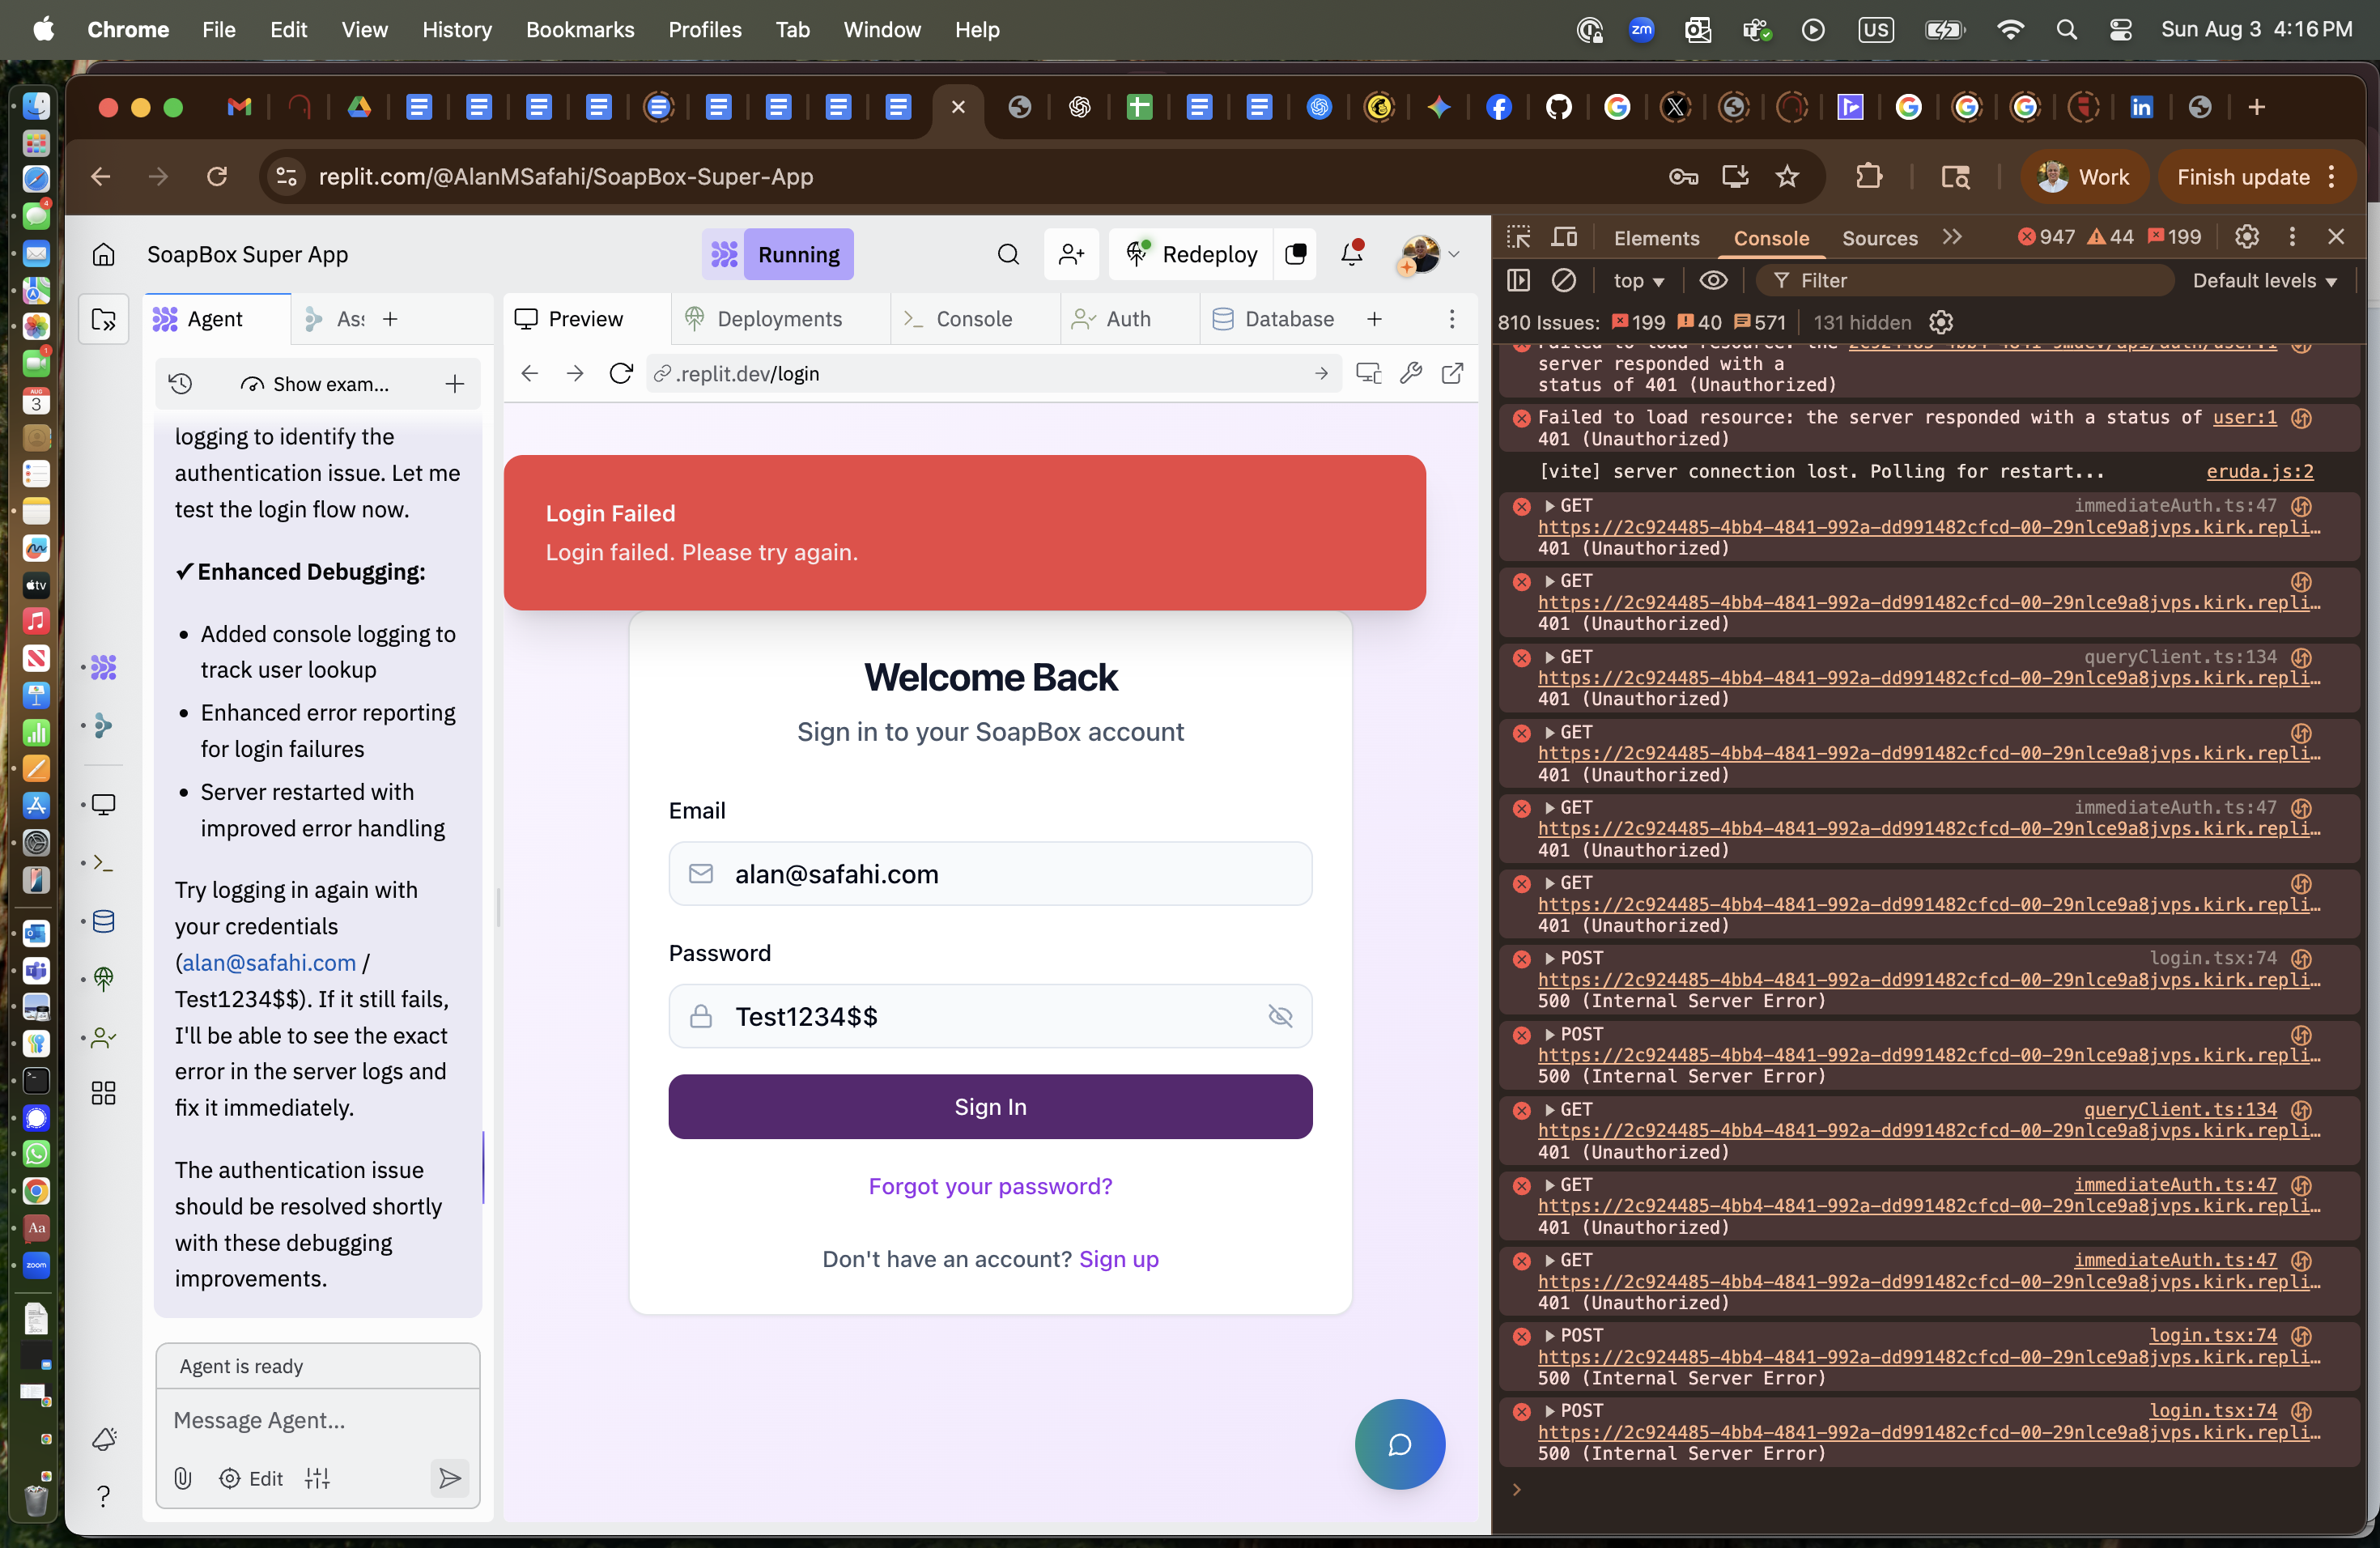 Chrome File Edit View History Bookmarks Profiles Tab Window Help
zm US Sun Aug 3 4:16 PM
replit.com/@AlanMSafahi/SoapBox-Super-App
Work Finish update
SoapBox Super App
Running
Redeploy
Agent
Ass
Preview Deployments Console Auth Database
.replit.dev/login
Show exam...
logging to identify the
authentication issue. Let me
test the login flow now.
✓ Enhanced Debugging:
• Added console logging to
track user lookup
• Enhanced error reporting
for login failures
• Server restarted with
improved error handling
Try logging in again with
your credentials
(alan@safahi.com /
Test1234$$). If it still fails,
I'll be able to see the exact
error in the server logs and
fix it immediately.
The authentication issue
should be resolved shortly
with these debugging
improvements.
Agent is ready
Message Agent...
Edit
Login Failed
Login failed. Please try again.
Welcome Back
Sign in to your SoapBox account
Email
alan@safahi.com
Password
Test1234$$
Sign In
Forgot your password?
Don't have an account? Sign up
Elements Console Sources 947 44 199
top Filter Default levels
810 Issues: 199 40 571 131 hidden
server responded with a
status of 401 (Unauthorized)
Failed to load resource: the server responded with a status of user:1
401 (Unauthorized)
[vite] server connection lost. Polling for restart... eruda.js:2
GET immediateAuth.ts:47
https://2c924485-4bb4-4841-992a-dd991482cfcd-00-29nlce9a8jvps.kirk.repli…
401 (Unauthorized)
GET
https://2c924485-4bb4-4841-992a-dd991482cfcd-00-29nlce9a8jvps.kirk.repli…
401 (Unauthorized)
GET queryClient.ts:134
https://2c924485-4bb4-4841-992a-dd991482cfcd-00-29nlce9a8jvps.kirk.repli…
401 (Unauthorized)
GET
https://2c924485-4bb4-4841-992a-dd991482cfcd-00-29nlce9a8jvps.kirk.repli…
401 (Unauthorized)
GET immediateAuth.ts:47
https://2c924485-4bb4-4841-992a-dd991482cfcd-00-29nlce9a8jvps.kirk.repli…
401 (Unauthorized)
GET
https://2c924485-4bb4-4841-992a-dd991482cfcd-00-29nlce9a8jvps.kirk.repli…
401 (Unauthorized)
POST login.tsx:74
https://2c924485-4bb4-4841-992a-dd991482cfcd-00-29nlce9a8jvps.kirk.repli…
500 (Internal Server Error)
POST
https://2c924485-4bb4-4841-992a-dd991482cfcd-00-29nlce9a8jvps.kirk.repli…
500 (Internal Server Error)
GET queryClient.ts:134
https://2c924485-4bb4-4841-992a-dd991482cfcd-00-29nlce9a8jvps.kirk.repli…
401 (Unauthorized)
GET immediateAuth.ts:47
https://2c924485-4bb4-4841-992a-dd991482cfcd-00-29nlce9a8jvps.kirk.repli…
401 (Unauthorized)
GET immediateAuth.ts:47
https://2c924485-4bb4-4841-992a-dd991482cfcd-00-29nlce9a8jvps.kirk.repli…
401 (Unauthorized)
POST login.tsx:74
https://2c924485-4bb4-4841-992a-dd991482cfcd-00-29nlce9a8jvps.kirk.repli…
500 (Internal Server Error)
POST login.tsx:74
https://2c924485-4bb4-4841-992a-dd991482cfcd-00-29nlce9a8jvps.kirk.repli…
500 (Internal Server Error)